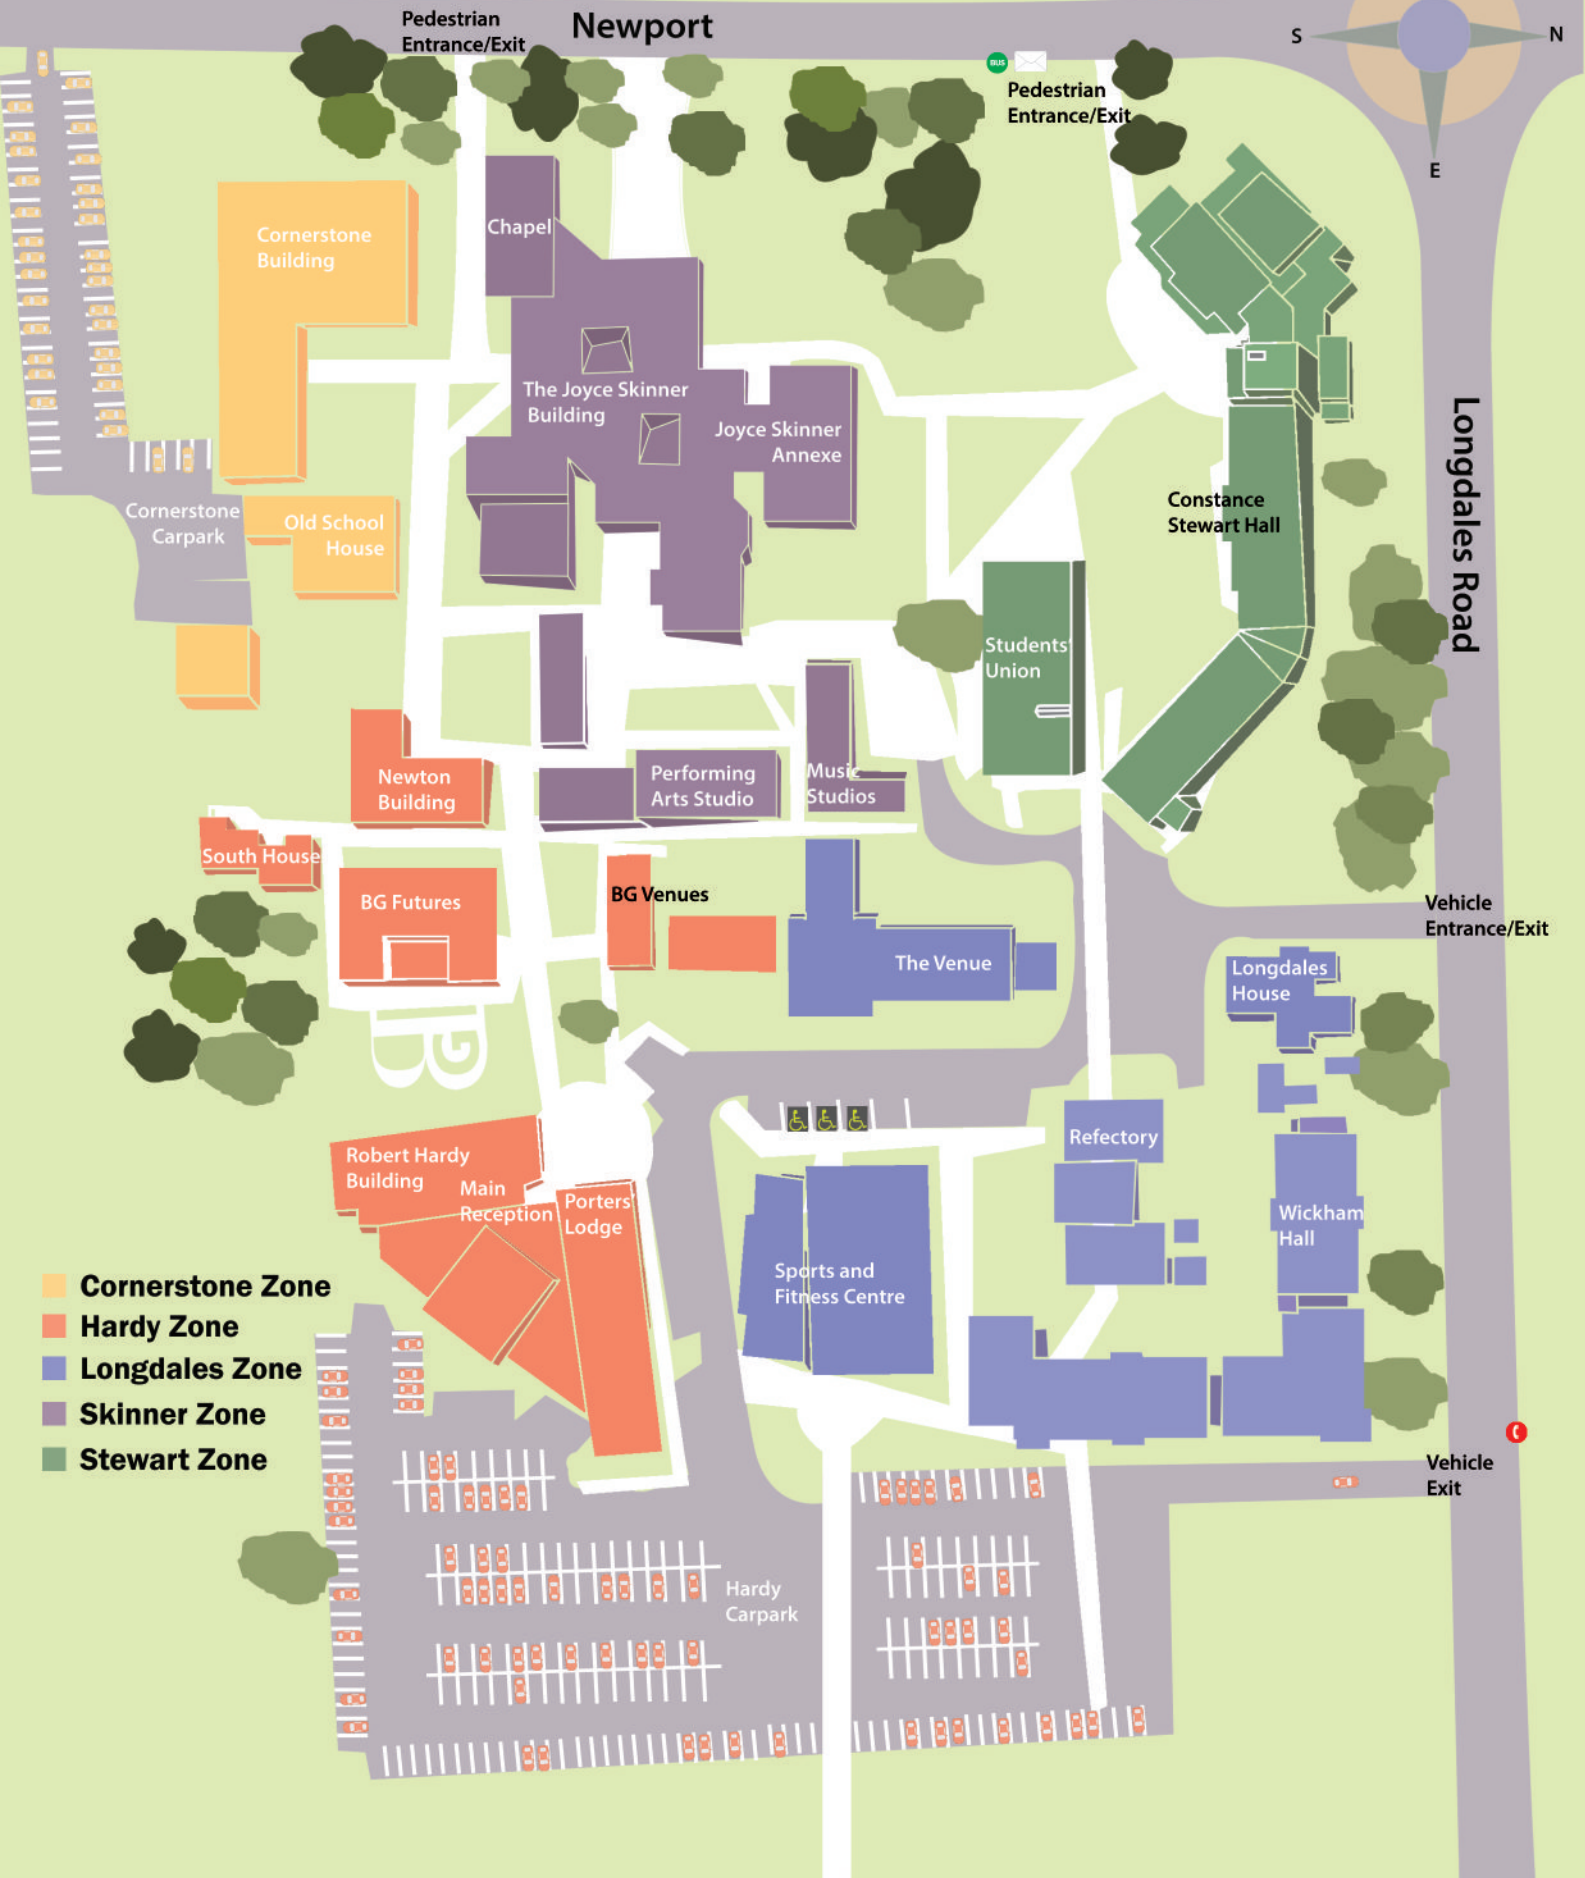 Pedestrian
Entrance/Exit
Newport
BUS
Pedestrian
Entrance/Exit
S
N
E
Chapel
Cornerstone
Building
The Joyce Skinner
Building
Joyce Skinner
Annexe
Longdales Road
Constance
Stewart Hall
Cornerstone
Carpark
Old School
House
Students'
Union
Newton
Building
Performing
Arts Studio
Music
Studios
South House
BG Futures
BG Venues
The Venue
Vehicle
Entrance/Exit
Longdales
House
BG
Refectory
Robert Hardy
Building
Main
Reception
Porters'
Lodge
Wickham
Hall
Sports and
Fitness Centre
Cornerstone Zone
Hardy Zone
Longdales Zone
Skinner Zone
Stewart Zone
Vehicle
Exit
Hardy
Carpark